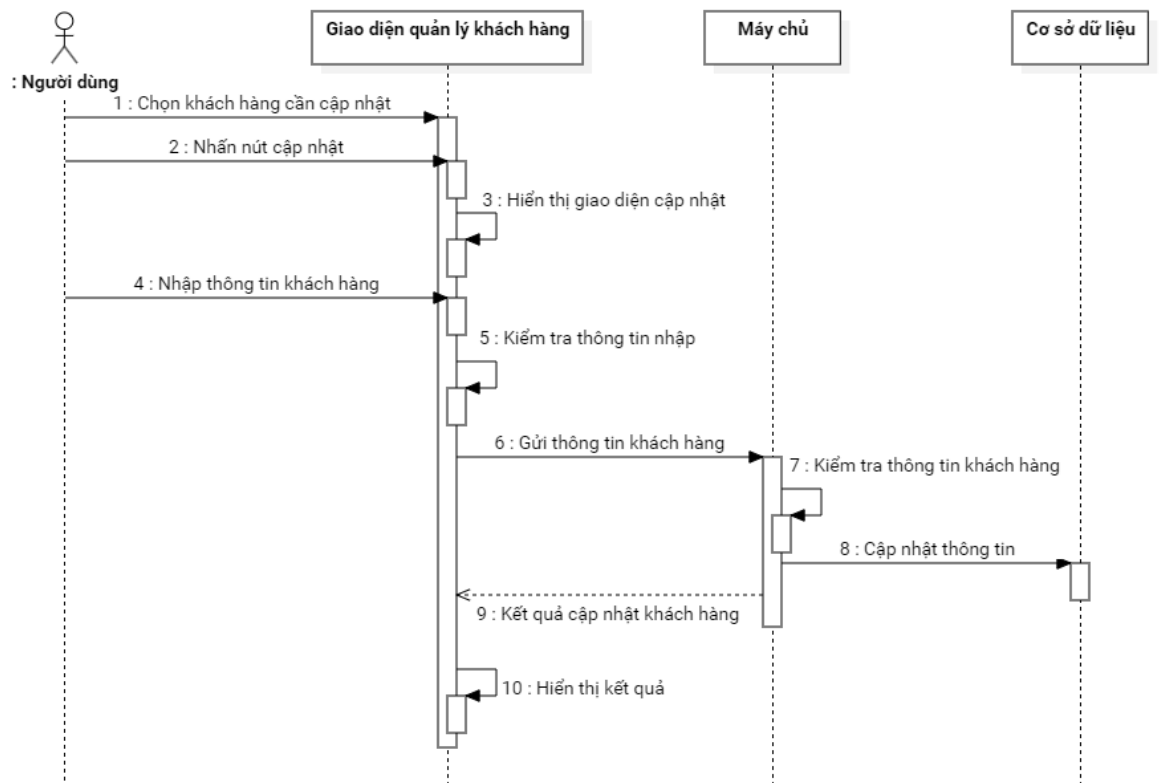 Giao diện quản lý khách hàng
Máy chủ
Cơ sở dữ liệu
: Người dùng
1 : Chọn khách hàng cần cập nhật
2 : Nhấn nút cập nhật
3 : Hiển thị giao diện cập nhật
4 : Nhập thông tin khách hàng
5 : Kiểm tra thông tin nhập
6 : Gửi thông tin khách hàng
7 : Kiểm tra thông tin khách hàng
8 : Cập nhật thông tin
9 : Kết quả cập nhật khách hàng
10 : Hiển thị kết quả